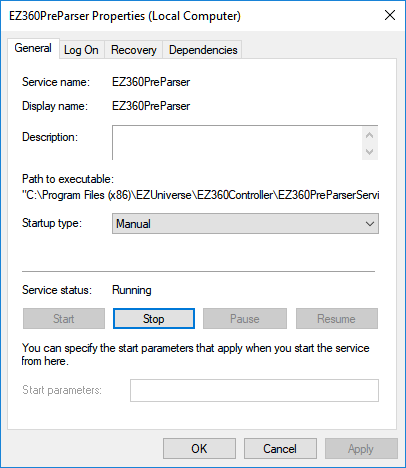 EZ360PreParser Properties (Local Computer)
General Log On Recovery Dependencies
Service name: EZ360PreParser
Display name: EZ360PreParser
Description:
Path to executable:
"C:\Program Files (x86)\EZUniverse\EZ360Controller\EZ360PreParserServi
Startup type: Manual
Service status: Running
Start Stop Pause Resume
You can specify the start parameters that apply when you start the service
from here.
Start parameters:
OK Cancel Apply